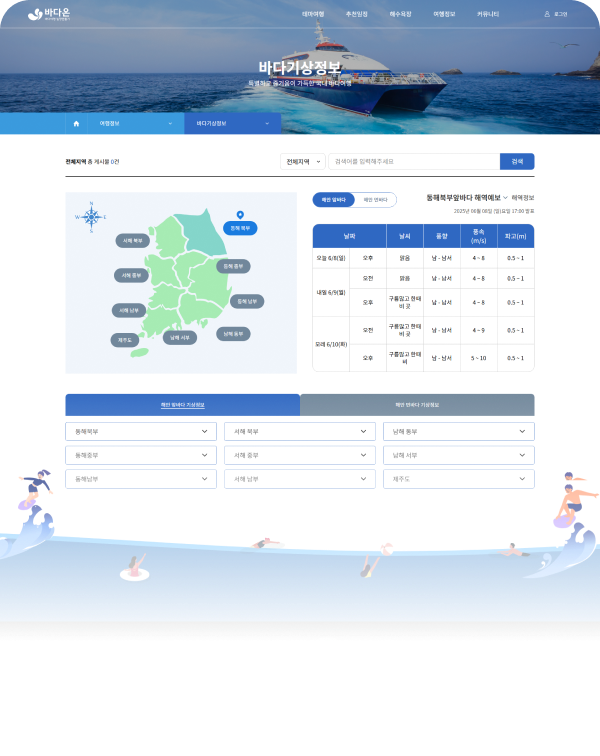 바다온
테마여행 추천일정 해수욕장 여행정보 커뮤니티 로그인
바다기상정보
특별하고 즐거움이 가득한 국내 바다여행
여행정보 바다기상정보
전체지역 총 게시물 0건
전체지역 검색어를 입력해주세요 검색
N
W E
S
동해 북부
서해 북부
동해 중부
서해 중부
동해 남부
서해 남부
남해 동부
남해 서부
제주도
해안 앞바다 해안 먼바다
동해북부앞바다 해역예보 해역정보
2025년 06월 08일 (일)요일 17:00 발표
날짜 날씨 풍향 풍속(m/s) 파고(m)
오늘 6/8(일) 오후 맑음 남 - 남서 4 ~ 8 0.5 ~ 1
내일 6/9(월) 오전 맑음 남 - 남서 4 ~ 8 0.5 ~ 1
오후 구름많고 한때 비 곳 남 - 남서 4 ~ 8 0.5 ~ 1
모레 6/10(화) 오전 구름많고 한때 비 곳 남 - 남서 4 ~ 9 0.5 ~ 1
오후 구름많고 한때 비 남 - 남서 5 ~ 10 0.5 ~ 1
해안 앞바다 기상정보 해안 먼바다 기상정보
동해북부 서해 북부 남해 동부
동해중부 서해 중부 남해 서부
동해남부 서해 남부 제주도